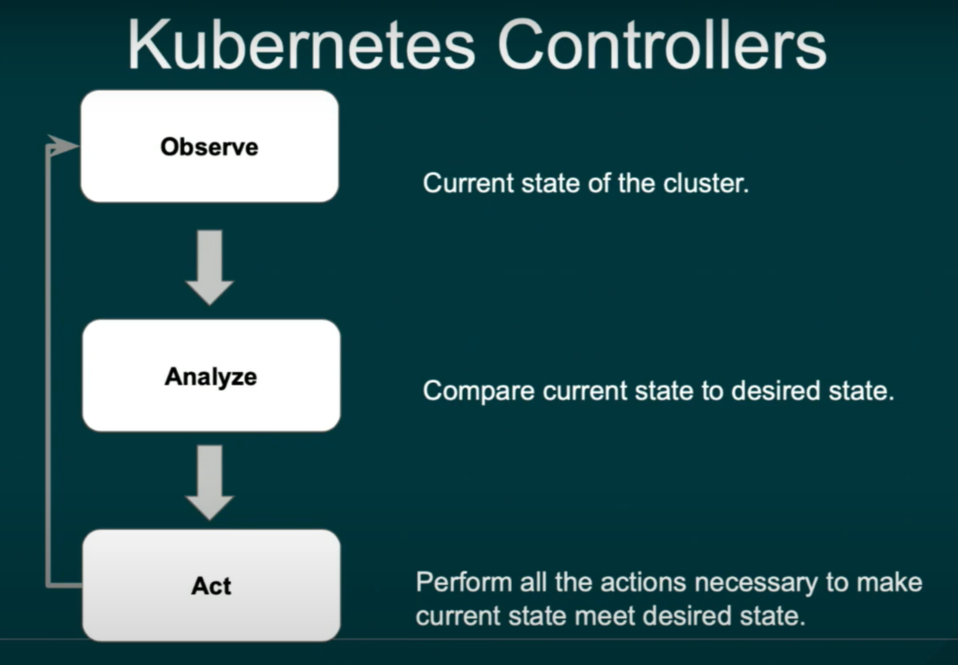 Kubernetes Controllers
Observe
Current state of the cluster.
Analyze
Compare current state to desired state.
Act
Perform all the actions necessary to make
current state meet desired state.